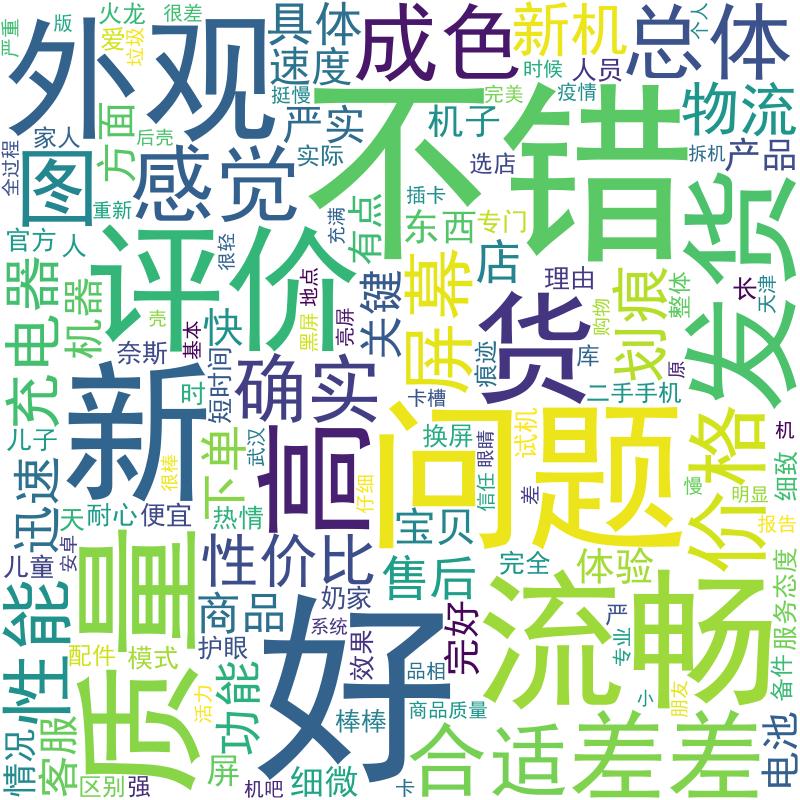 严重
版
火龙
很差
垃圾
外观
具体
速度
挺慢
成色
新机
完美
时候
人员
总体
个人
疫情
物流
全过程
家人
方面
后壳
严实
实际
机子
选店
拆机
产品
图
感觉
重新
不错
插卡
充满
有点
东西
专门
官方
人
很轻
评价
地点
黑屏
亮屏
关键
屏幕
店
理由
购物
划痕
整体
发货
天津
充电器
机器
壳
快
基本
奈斯
货
痕迹
库
原
二手手机
新
时
短时间
确实
卡槽
儿子
下单
武汉
高
问题
换屏
试机
信任
眼睛
差
价格
明显
细致
迅速
很棒
仔细
天
耐心
便宜
热情
宝贝
儿童
安卓
质量
性价比
售后
完全
体验
服务态度
性能
商品
奶家
系统
护眼
效果
完好
好
流畅
专业
备件
配件
模式
品相
朋友
活力
功能
棒棒
商品质量
情况
客服
屏
合适
差差
电池
区别
强
机吧
细微
卡